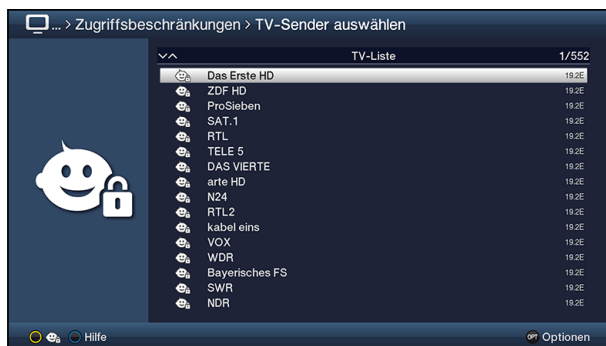 ... > Zugriffsbeschränkungen > TV-Sender auswählen
TV-Liste 1/552
Das Erste HD 19.2E
ZDF HD 19.2E
ProSieben 19.2E
SAT.1 19.2E
RTL 19.2E
TELE 5 19.2E
DAS VIERTE 19.2E
arte HD 19.2E
N24 19.2E
RTL2 19.2E
kabel eins 19.2E
VOX 19.2E
WDR 19.2E
Bayerisches FS 19.2E
SWR 19.2E
NDR 19.2E
Hilfe OPT Optionen